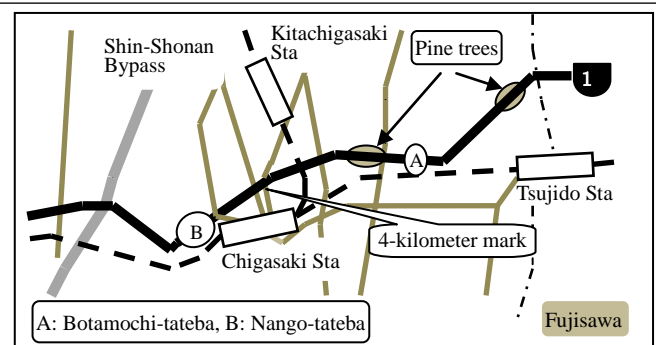 Kitachigasaki
Sta
Shin-Shonan
Bypass
Pine trees
1
A
Tsujido Sta
B
4-kilometer mark
Chigasaki Sta
A: Botamochi-tateba, B: Nango-tateba
Fujisawa